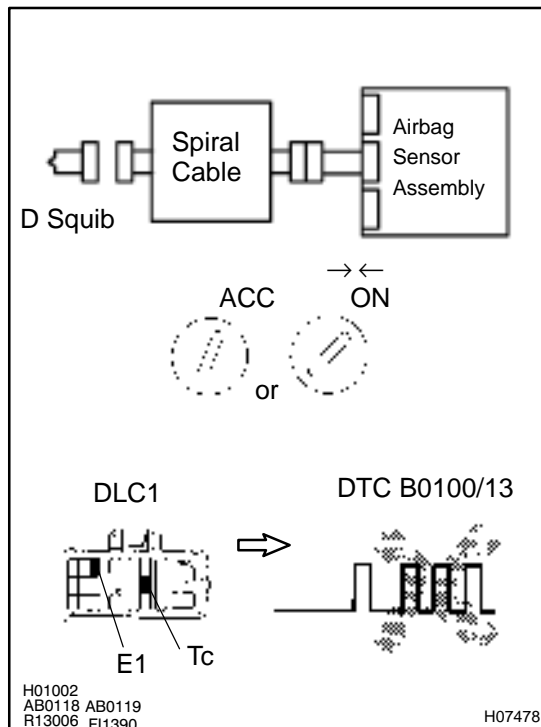 Spiral
Cable
Airbag
Sensor
Assembly
D Squib
ACC
ON
or
DLC1
DTC B0100/13
E1
Tc
H01002
AB0118 AB0119
R13006 FI1390
H07478